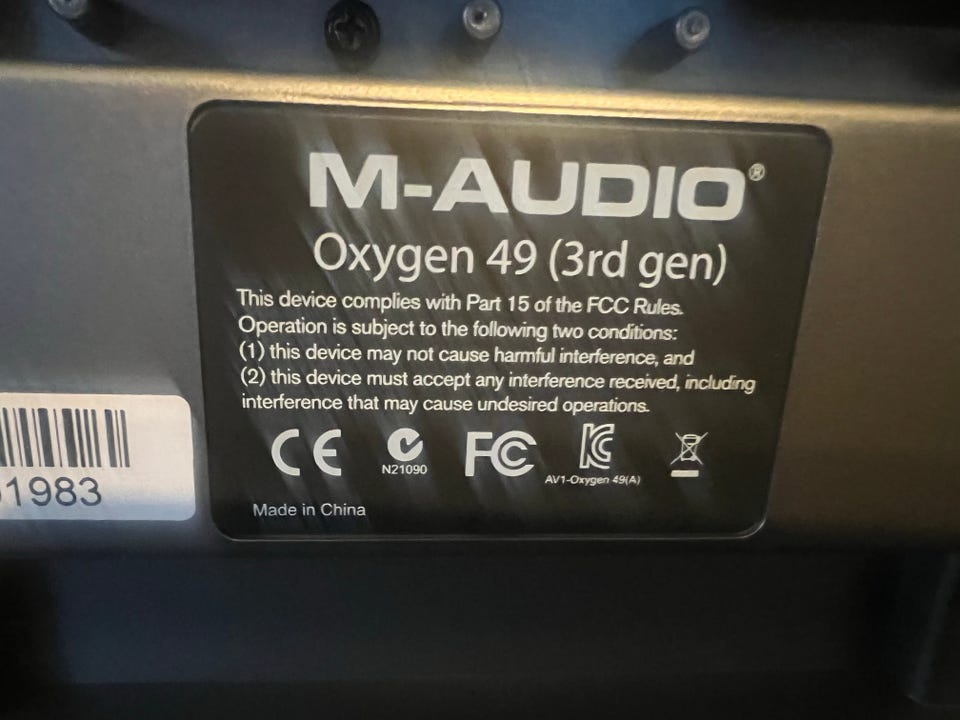 M-AUDIO®
Oxygen 49 (3rd gen)
This device complies with Part 15 of the FCC Rules.
Operation is subject to the following two conditions:
(1) this device may not cause harmful interference, and
(2) this device must accept any interference received, including
interference that may cause undesired operations.
CE
N21090
FC
AV1-Oxygen 49(A)
Made in China
1983